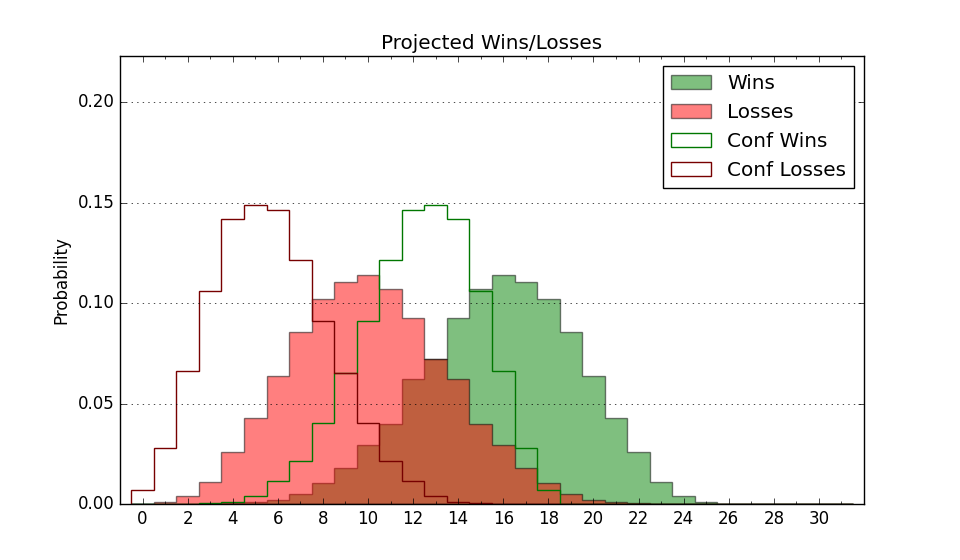 Projected Wins/Losses
Wins
Losses
Conf Wins
Conf Losses
Probability
0.20
0.15
0.10
0.05
0.00
0 2 4 6 8 10 12 14 16 18 20 22 24 26 28 30